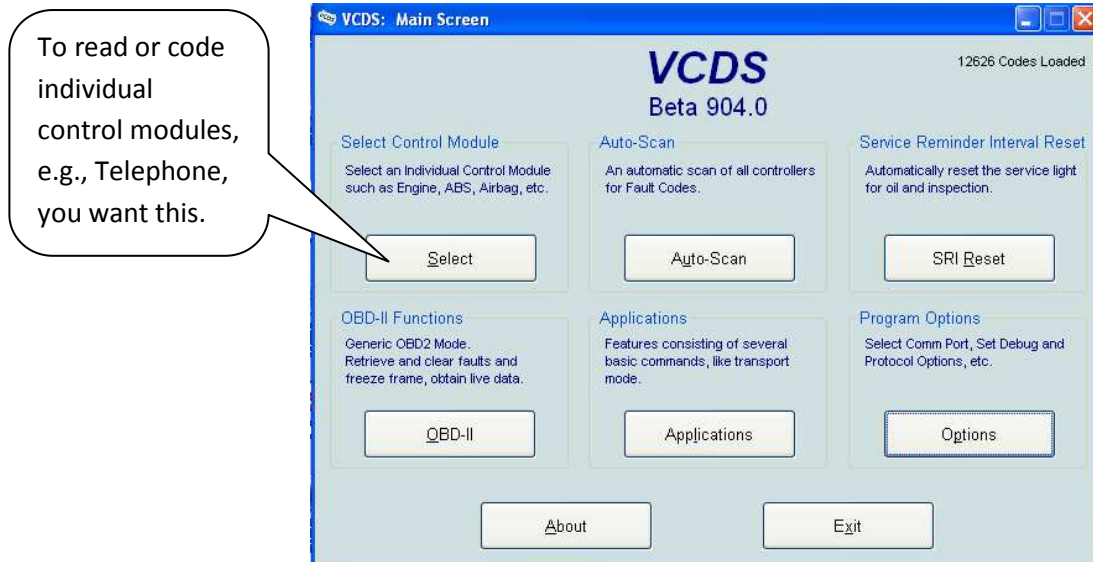 To read or code
individual
control modules,
e.g., Telephone,
you want this.
VCDS: Main Screen
VCDS
Beta 904.0
12626 Codes Loaded
Select Control Module
Select an Individual Control Module
such as Engine, ABS, Airbag, etc.
Select
Auto-Scan
An automatic scan of all controllers
for Fault Codes.
Auto-Scan
Service Reminder Interval Reset
Automatically reset the service light
for oil and inspection.
SRI Reset
OBD-II Functions
Generic OBD2 Mode.
Retrieve and clear faults and
freeze frame, obtain live data.
OBD-II
Applications
Features consisting of several
basic commands, like transport
mode.
Applications
Program Options
Select Comm Port, Set Debug and
Protocol Options, etc.
Options
About
Exit